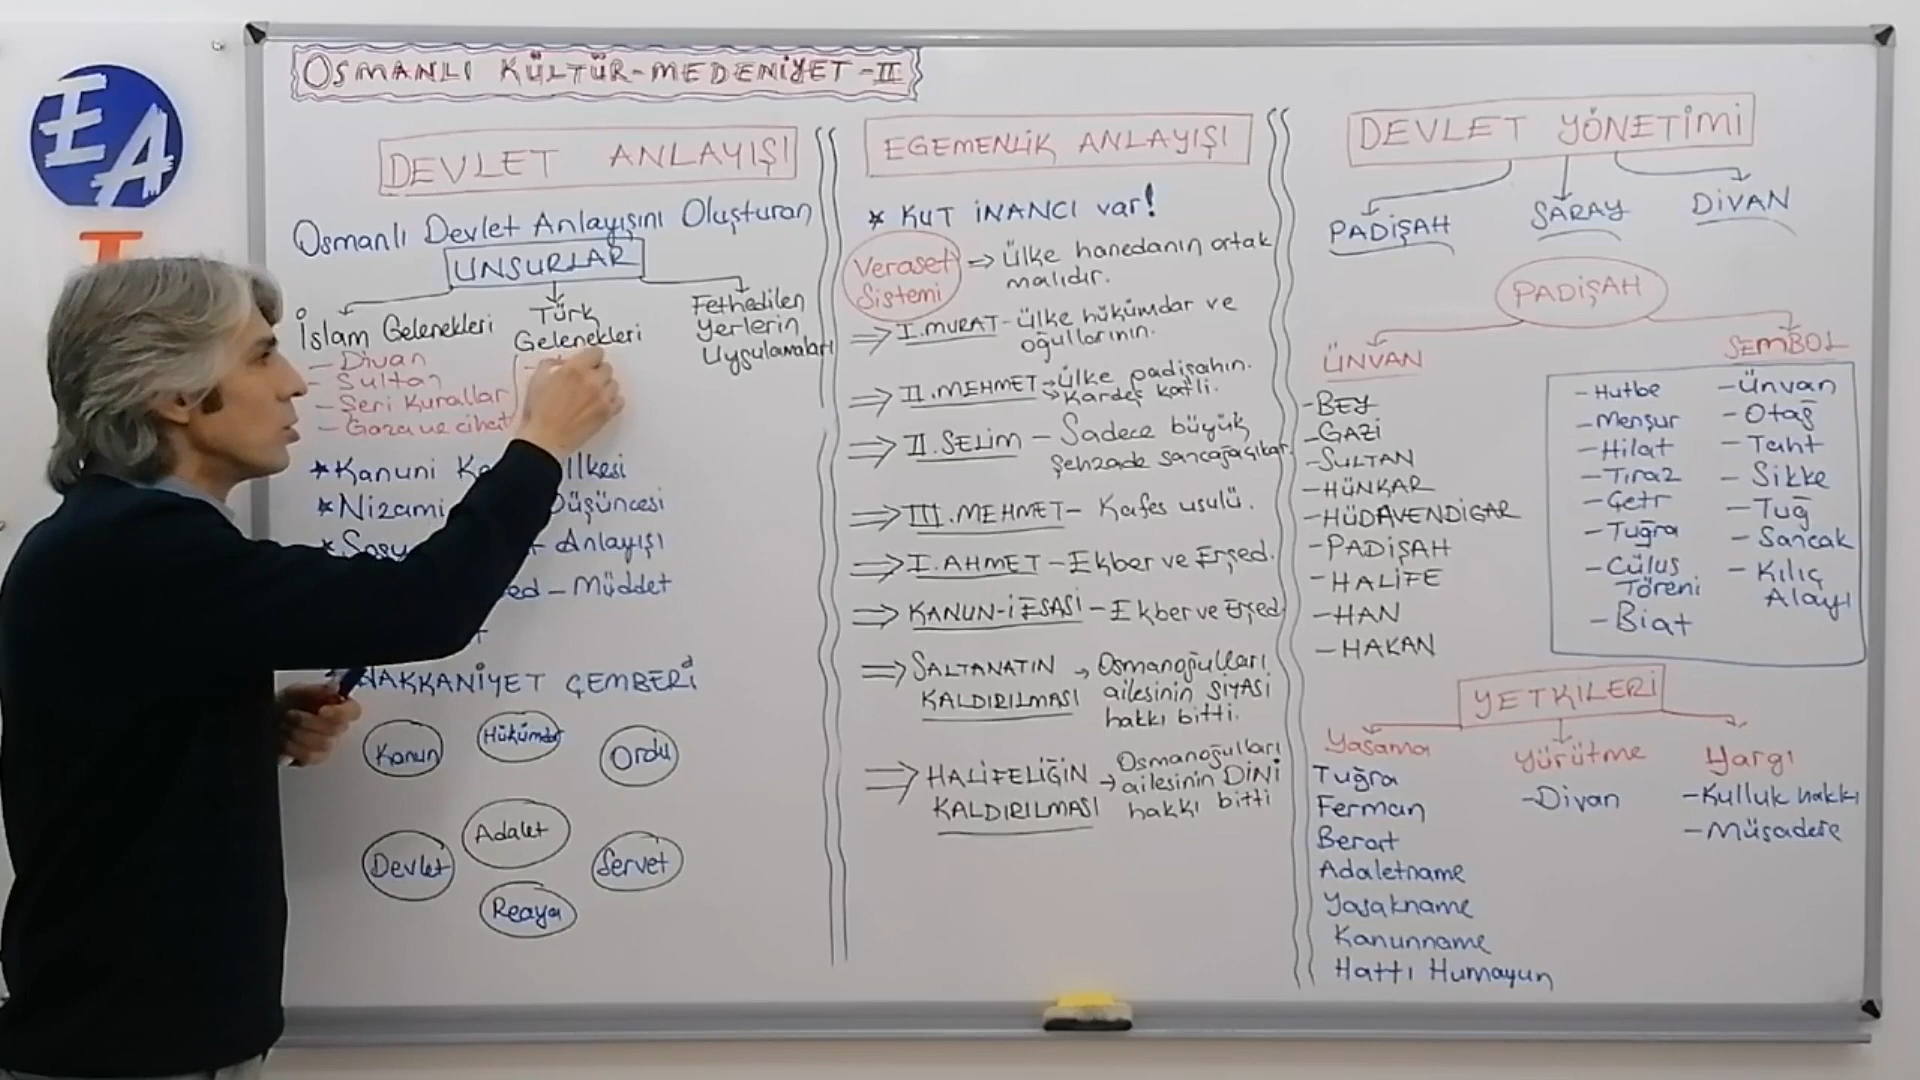 EA
OSMANLI KÜLTÜR-MEDENİYET-II
DEVLET ANLAYIŞI
Osmanlı Devlet Anlayışını Oluşturan
UNSURLAR
İslam Gelenekleri
- Divan
- Sultan
- Şeri Kurallar
- Gaza ve cihat
Türk
Gelenekleri
Fethedilen
Yerlerin
Uygulamaları
* Kanuni İlkesi
* Nizami Düşüncesi
Anlayışı
- Müddet
HAKKANİYET ÇEMBERİ
Kanun
Hükümdar
Ordu
Adalet
Devlet
Servet
Reaya
EGEMENLİK ANLAYIŞI
* KUT İNANCI var!
Veraset
Sistemi
⇒ Ülke hanedanın ortak
malıdır.
⇒ I.MURAT - Ülke hükümdar ve
oğullarının.
⇒ II.MEHMET → Ülke padişahın.
→ Kardeş katli.
⇒ II.SELİM - Sadece büyük
şehzade sancağa çıkar.
⇒ III.MEHMET - Kafes usulü.
⇒ I.AHMET - Ekber ve Erşed.
⇒ KANUN-İ ESASİ - Ekber ve Erşed
⇒ SALTANATIN
KALDIRILMASI
→ Osmanoğulları
ailesinin SİYASİ
hakkı bitti.
⇒ HALİFELİĞİN
KALDIRILMASI
→ Osmanoğulları
ailesinin DİNİ
hakkı bitti
DEVLET YÖNETİMİ
PADİŞAH
SARAY
DİVAN
PADİŞAH
ÜNVAN
- BEY
- GAZİ
- SULTAN
- HÜNKAR
- HÜDAVENDİGAR
- PADİŞAH
- HALİFE
- HAN
- HAKAN
SEMBOL
- Hutbe
- Menşur
- Hilat
- Tıraz
- Çetr
- Tuğra
- Cülus
Töreni
- Biat
- Ünvan
- Otağ
- Taht
- Sikke
- Tuğ
- Sancak
- Kılıç
Alayı
YETKİLERİ
Yasama
Tuğra
Ferman
Berat
Adaletname
Yasakname
Kanunname
Hattı Humayun
Yürütme
- Divan
Yargı
- Kulluk hakkı
- Müsadere